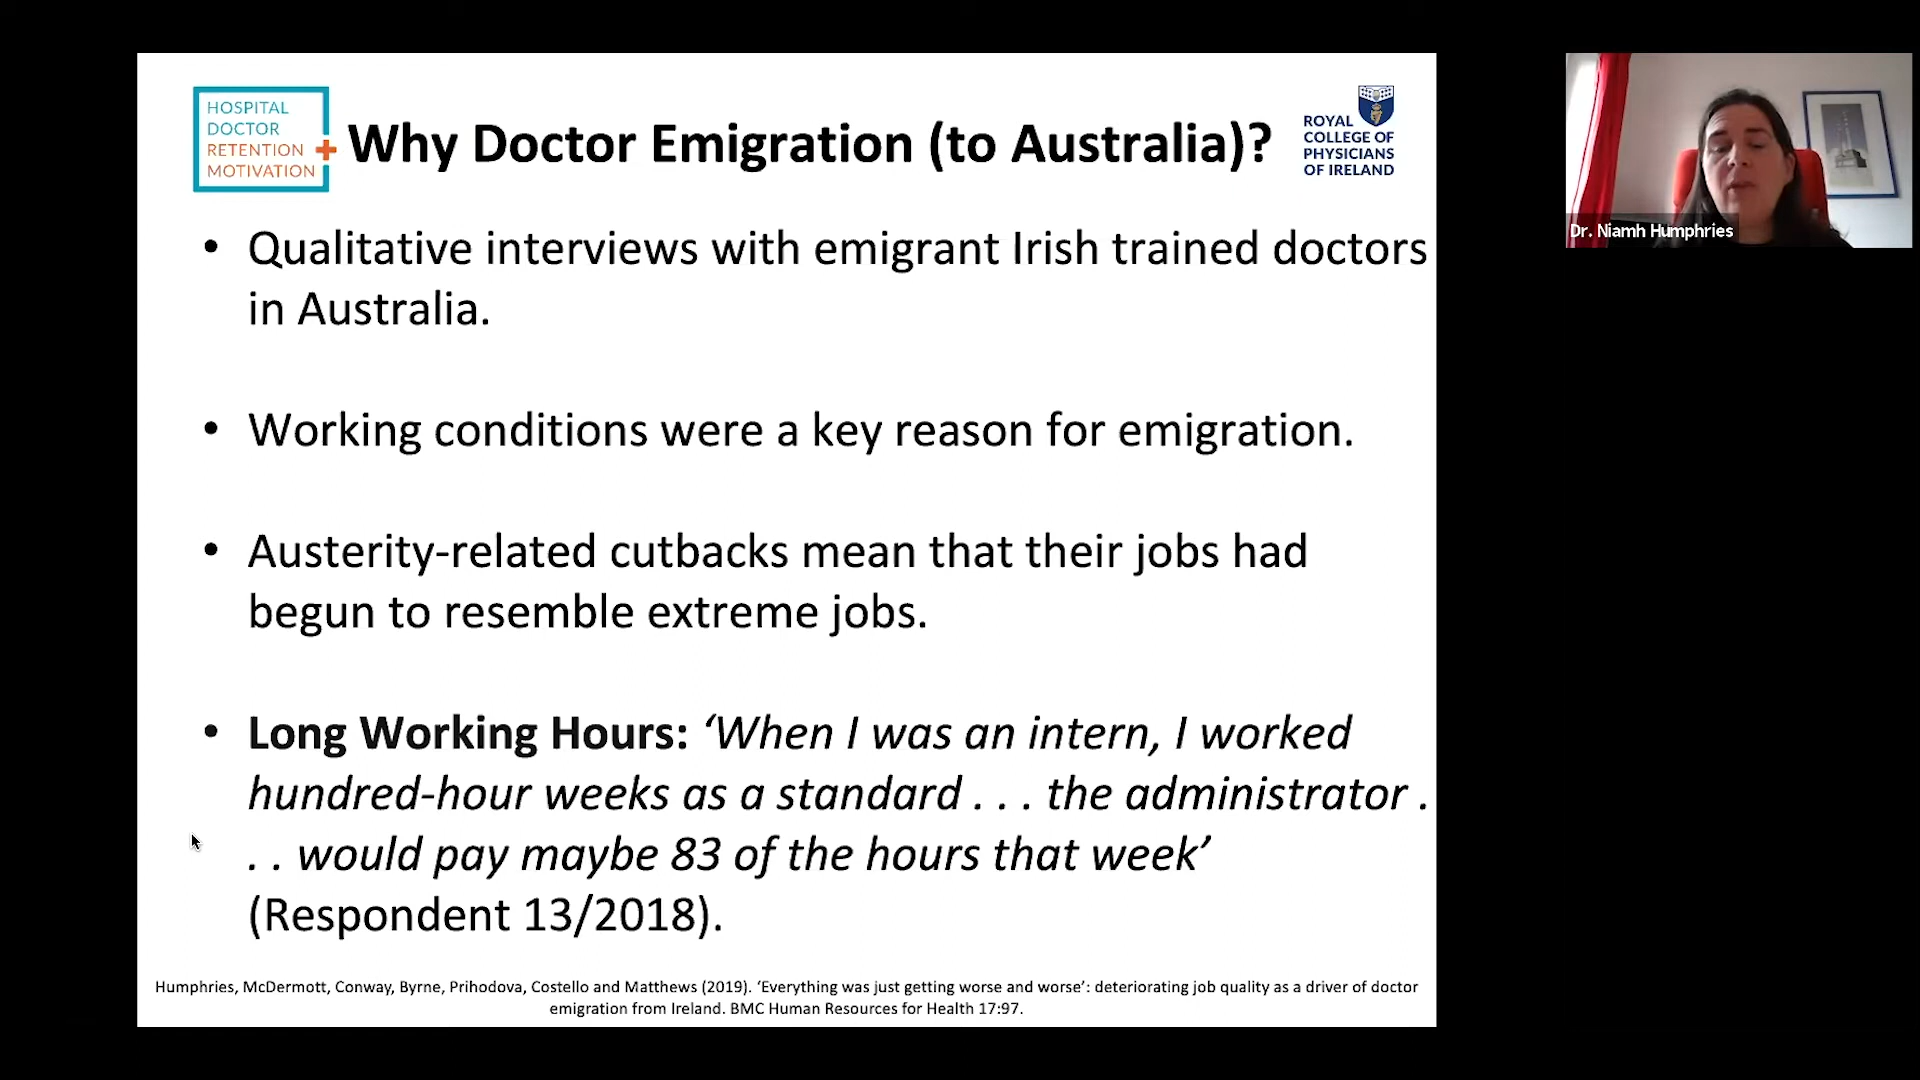 HOSPITAL
DOCTOR
RETENTION
MOTIVATION
Why Doctor Emigration (to Australia)?
ROYAL
COLLEGE OF
PHYSICIANS
OF IRELAND
Dr. Niamh Humphries
• Qualitative interviews with emigrant Irish trained doctors
in Australia.
• Working conditions were a key reason for emigration.
• Austerity-related cutbacks mean that their jobs had
begun to resemble extreme jobs.
• Long Working Hours: ‘When I was an intern, I worked
hundred-hour weeks as a standard . . . the administrator .
. . would pay maybe 83 of the hours that week’
(Respondent 13/2018).
Humphries, McDermott, Conway, Byrne, Prihodova, Costello and Matthews (2019). ‘Everything was just getting worse and worse’: deteriorating job quality as a driver of doctor
emigration from Ireland. BMC Human Resources for Health 17:97.